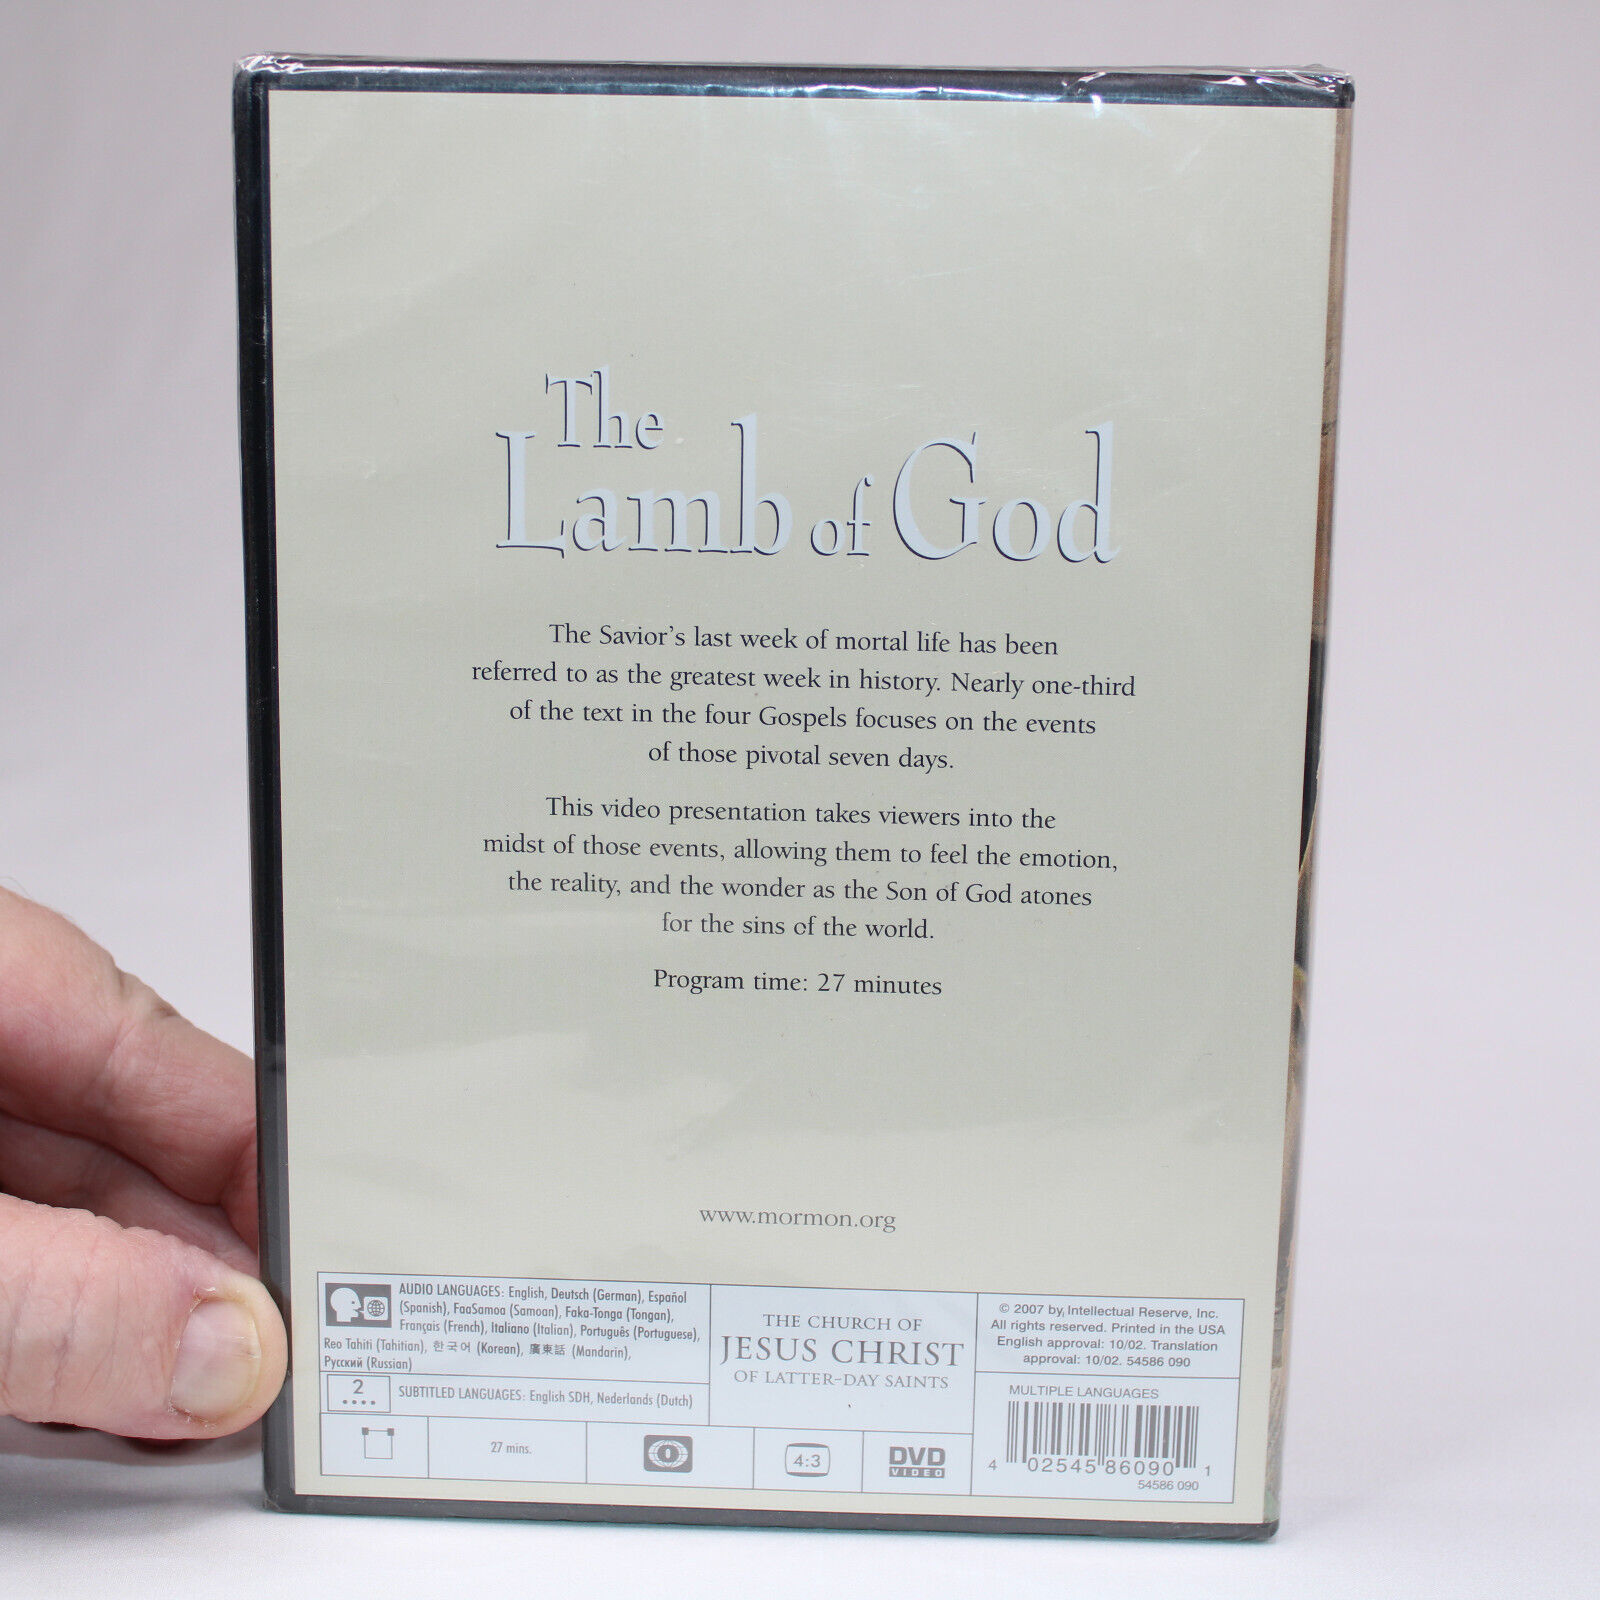 The
Lamb of God
The Savior's last week of mortal life has been
referred to as the greatest week in history. Nearly one-third
of the text in the four Gospels focuses on the events
of those pivotal seven days.
This video presentation takes viewers into the
midst of those events, allowing them to feel the emotion,
the reality, and the wonder as the Son of God atones
for the sins of the world.
Program time: 27 minutes
www.mormon.org
AUDIO LANGUAGES: English, Deutsch (German), Español
(Spanish), FaaSamoa (Samoan), Faka-Tonga (Tongan),
Français (French), Italiano (Italian), Português (Portuguese),
Reo Tahiti (Tahitian), 한국어 (Korean), 廣東話 (Mandarin),
Русский (Russian)
2
SUBTITLED LANGUAGES: English SDH, Nederlands (Dutch)
27 mins.
0
4:3
DVD
VIDEO
THE CHURCH OF
JESUS CHRIST
OF LATTER-DAY SAINTS
© 2007 by Intellectual Reserve, Inc.
All rights reserved. Printed in the USA
English approval: 10/02. Translation
approval: 10/02. 54586 090
MULTIPLE LANGUAGES
4 02545 86090 1
54586 090